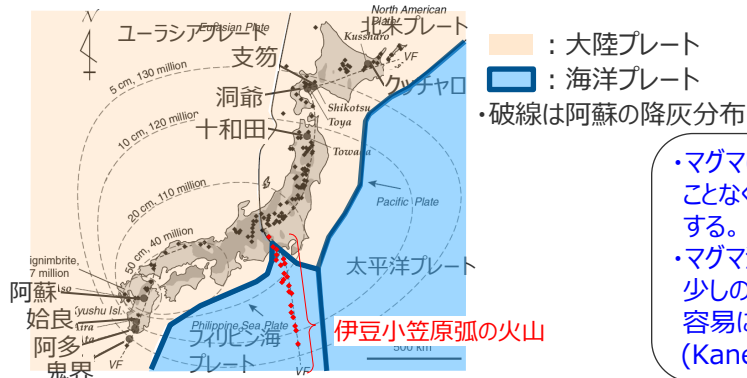 North American
Plate
北米プレート
Eurasian Plate
ユーラシアプレート
Kussharo
支笏
VF
クッチャロ
洞爺
Shikotsu
Toya
十和田
Towada
5 cm, 130 million
10 cm, 120 million
20 cm, 110 million
50 cm, 40 million
Pacific Plate
太平洋プレート
ignimbrite,
7 million
阿蘇
so
姶良
yushu Isl.
ira
阿多
ta
鬼界
VF
Philippine Sea Plate
フィリピン海
プレート
VF
伊豆小笠原弧の火山
500 km
：大陸プレート
：海洋プレート
・破線は阿蘇の降灰分布
・マグマ
ことなく
する。
・マグマ
少しの
容易に
(Kane